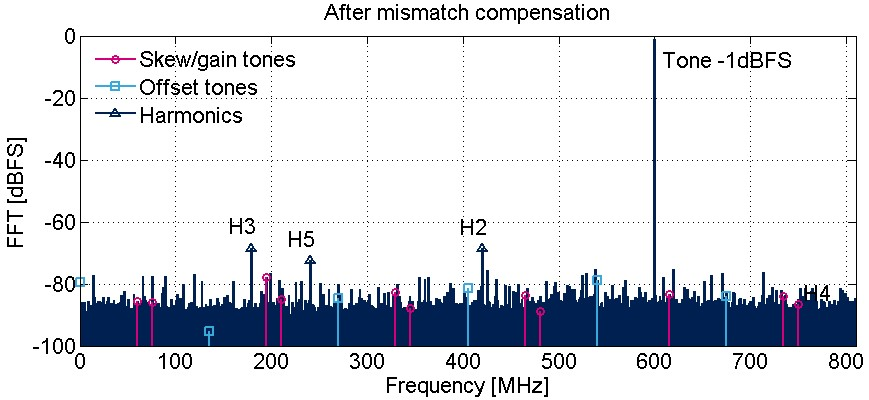 After mismatch compensation
0
Skew/gain tones
Tone -1dBFS
Offset tones
-20
Harmonics
-40
FFT [dBFS]
-60
H3
H5
H2
-80
H4
-100
0 100 200 300 400 500 600 700 800
Frequency [MHz]